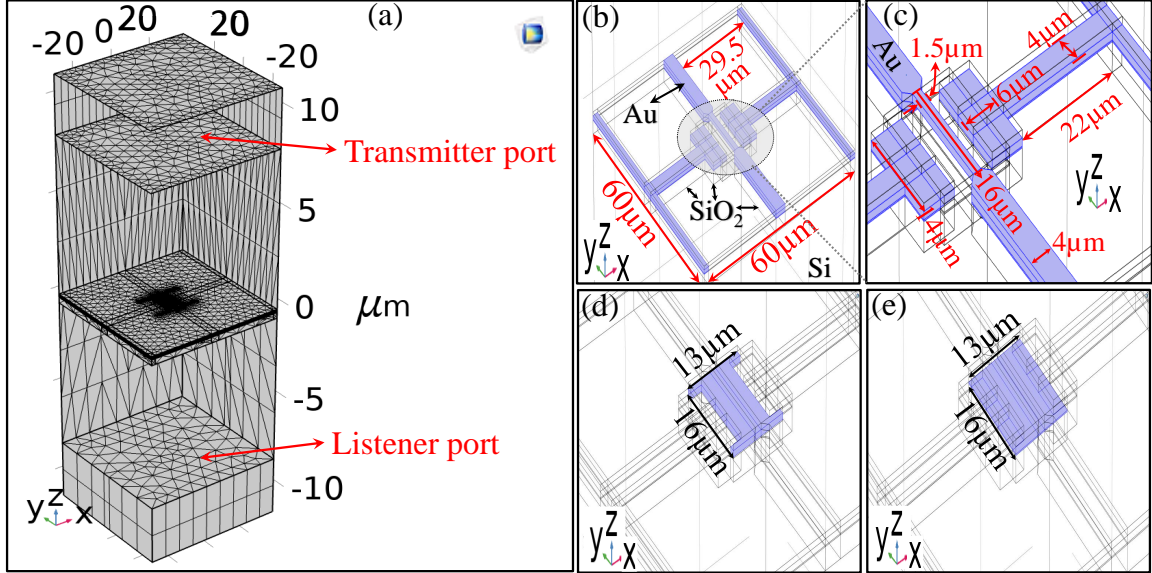 (a)
-20 0 20 20 -20
10
Transmitter port
5
0 μm
-5
Listener port
-10
y z x
(b)
29.5
μm
Au
SiO2
60μm
60μm
Si
y z x
(c)
Au
1.5μm
4μm
6μm
22μm
16μm
4μm
4μm
y z x
(d)
13μm
16μm
y z x
(e)
13μm
16μm
y z x